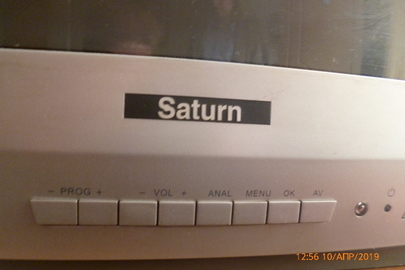 Saturn
- PROG + - VOL + ANAL MENU OK AV
12:56 10/АПР/2019